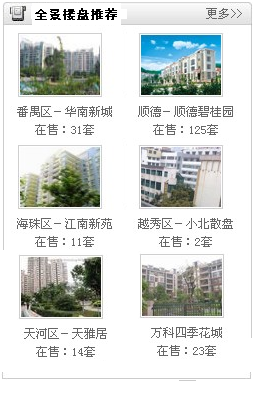 全景楼盘推荐
更多>>
番禺区－华南新城
在售：31套
顺德－顺德碧桂园
在售：125套
海珠区－江南新苑
在售：11套
越秀区－小北散盘
在售：2套
天河区－天雅居
在售：14套
万科四季花城
在售：23套